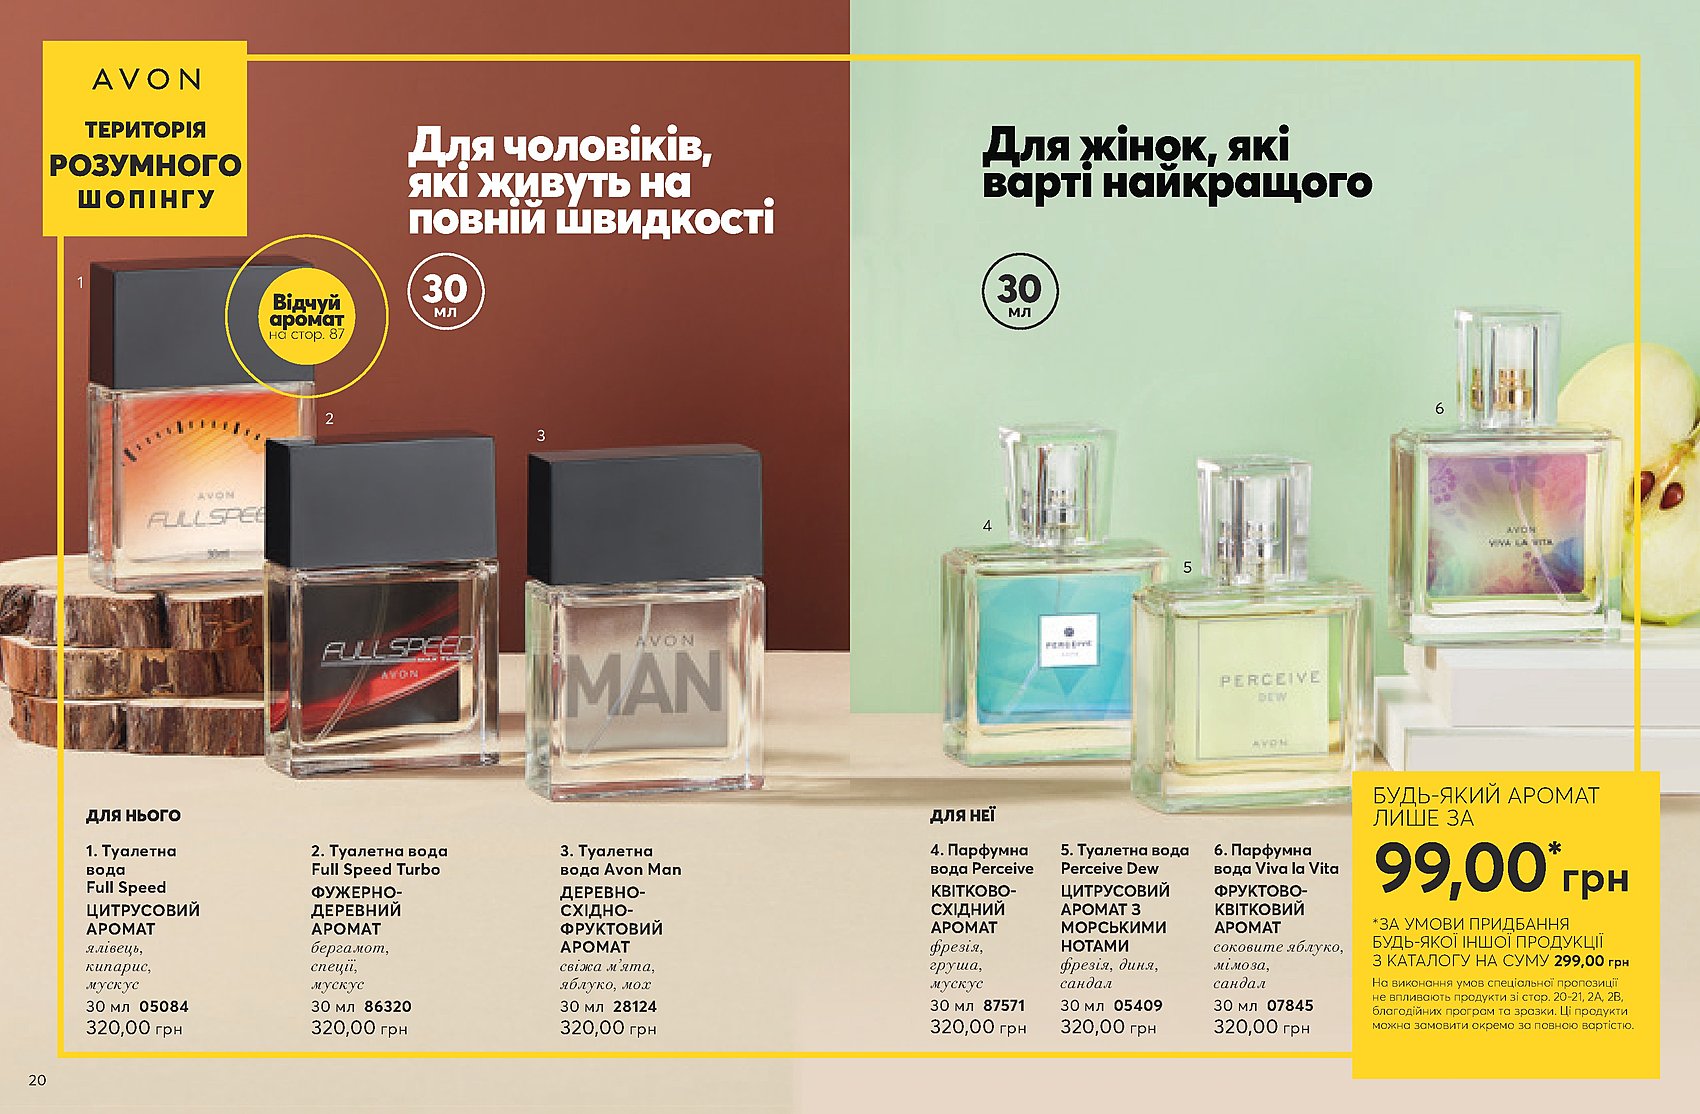 AVON
ТЕРИТОРІЯ
РОЗУМНОГО
ШОПІНГУ
Для чоловіків,
які живуть на
повній швидкості
30
мл
Відчуй
аромат
на стор. 87
1
2
3
AVON
FULL SPEE
30ml
FULL SPEED
MAX TURBO
AVON
AVON
MAN
Для жінок, які
варті найкращого
30
мл
4
5
6
PERCEIVE
AVON
PERCEIVE
DEW
AVON
AVON
VIVA LA VITA
ДЛЯ НЬОГО
1. Туалетна
вода
Full Speed
ЦИТРУСОВИЙ
АРОМАТ
ялівець,
кипарис,
мускус
30 мл 05084
320,00 грн
2. Туалетна вода
Full Speed Turbo
ФУЖЕРНО-
ДЕРЕВНИЙ
АРОМАТ
бергамот,
спеції,
мускус
30 мл 86320
320,00 грн
3. Туалетна
вода Avon Man
ДЕРЕВНО-
СХІДНО-
ФРУКТОВИЙ
АРОМАТ
свіжа м’ята,
яблуко, мох
30 мл 28124
320,00 грн
ДЛЯ НЕЇ
4. Парфумна
вода Perceive
КВІТКОВО-
СХІДНИЙ
АРОМАТ
фрезія,
груша,
мускус
30 мл 87571
320,00 грн
5. Туалетна вода
Perceive Dew
ЦИТРУСОВИЙ
АРОМАТ З
МОРСЬКИМИ
НОТАМИ
фрезія, диня,
сандал
30 мл 05409
320,00 грн
6. Парфумна
вода Viva la Vita
ФРУКТОВО-
КВІТКОВИЙ
АРОМАТ
соковите яблуко,
мімоза,
сандал
30 мл 07845
320,00 грн
БУДЬ-ЯКИЙ АРОМАТ
ЛИШЕ ЗА
99,00* грн
*ЗА УМОВИ ПРИДБАННЯ
БУДЬ-ЯКОЇ ІНШОЇ ПРОДУКЦІЇ
З КАТАЛОГУ НА СУМУ 299,00 грн
На виконання умов спеціальної пропозиції
не впливають продукти зі стор. 20-21, 2А, 2В,
благодійних програм та зразки. Ці продукти
можна замовити окремо за повною вартістю.
20